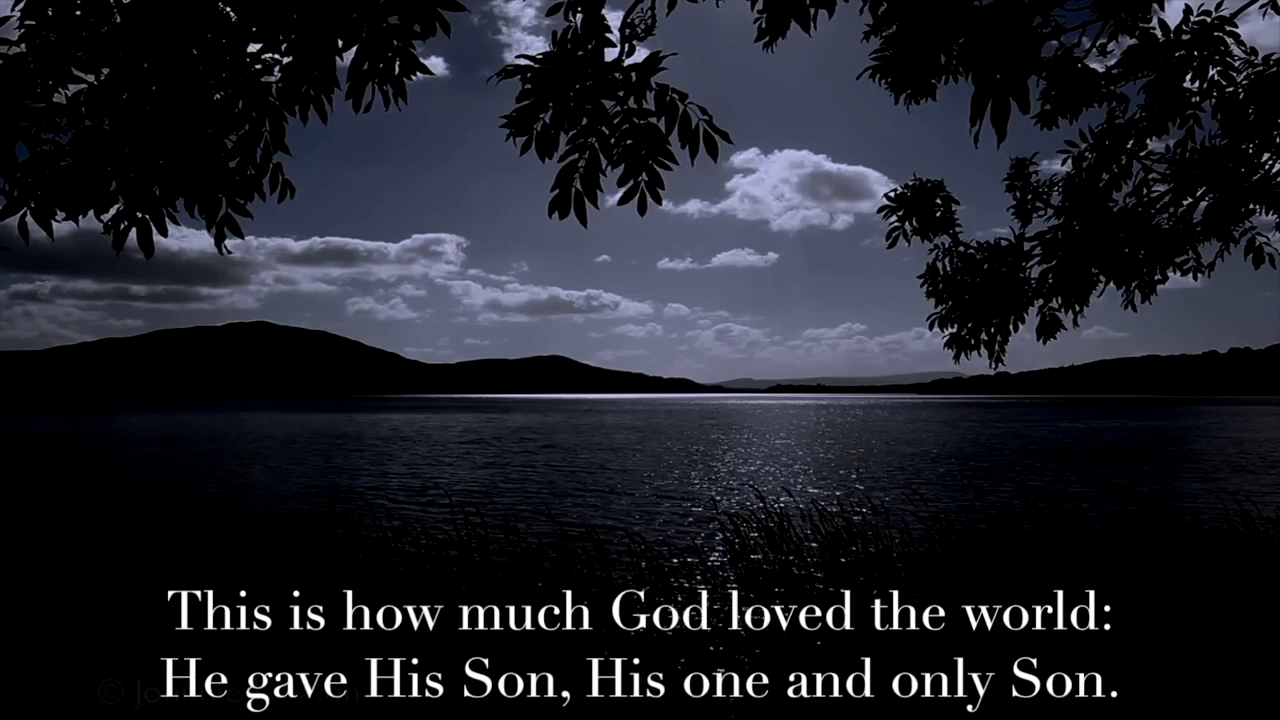 This is how much God loved the world:
He gave His Son, His one and only Son.